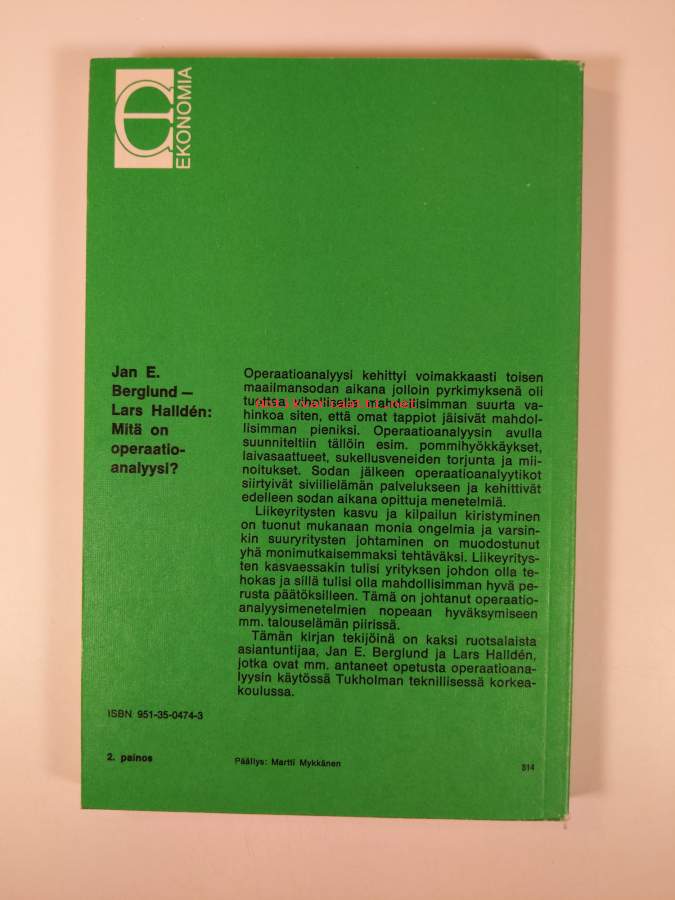 EKONOMIA
Jan E.
Berglund —
Lars Halldén:
Mitä on
operaatio-
analyysi?
Operaatioanalyysi kehittyi voimakkaasti toisen
maailmansodan aikana jolloin pyrkimyksenä oli
tuottaa viholliselle mahdollisimman suurta va-
hinkoa siten, että omat tappiot jäisivät mahdol-
lisimman pieniksi. Operaatioanalyysin avulla
suunniteltiin tällöin esim. pommihyökkäykset,
laivasaattueet, sukellusveneiden torjunta ja mii-
noitukset. Sodan jälkeen operaatioanalyytikot
siirtyivät siviilielämän palvelukseen ja kehittivät
edelleen sodan aikana opittuja menetelmiä.
Liikeyritysten kasvu ja kilpailun kiristyminen
on tuonut mukanaan monia ongelmia ja varsin-
kin suuryritysten johtaminen on muodostunut
yhä monimutkaisemmaksi tehtäväksi. Liikeyritys-
ten kasvaessakin tulisi yrityksen johdon olla te-
hokas ja sillä tulisi olla mahdollisimman hyvä pe-
rusta päätöksilleen. Tämä on johtanut operaatio-
analyysimenetelmien nopeaan hyväksymiseen
mm. talouselämän piirissä.
Tämän kirjan tekijöinä on kaksi ruotsalaista
asiantuntijaa, Jan E. Berglund ja Lars Halldén,
jotka ovat mm. antaneet opetusta operaatioana-
lyysin käytössä Tukholman teknillisessä korkea-
koulussa.
ISBN 951-35-0474-3
2. painos
Päällys: Martti Mykkänen
314